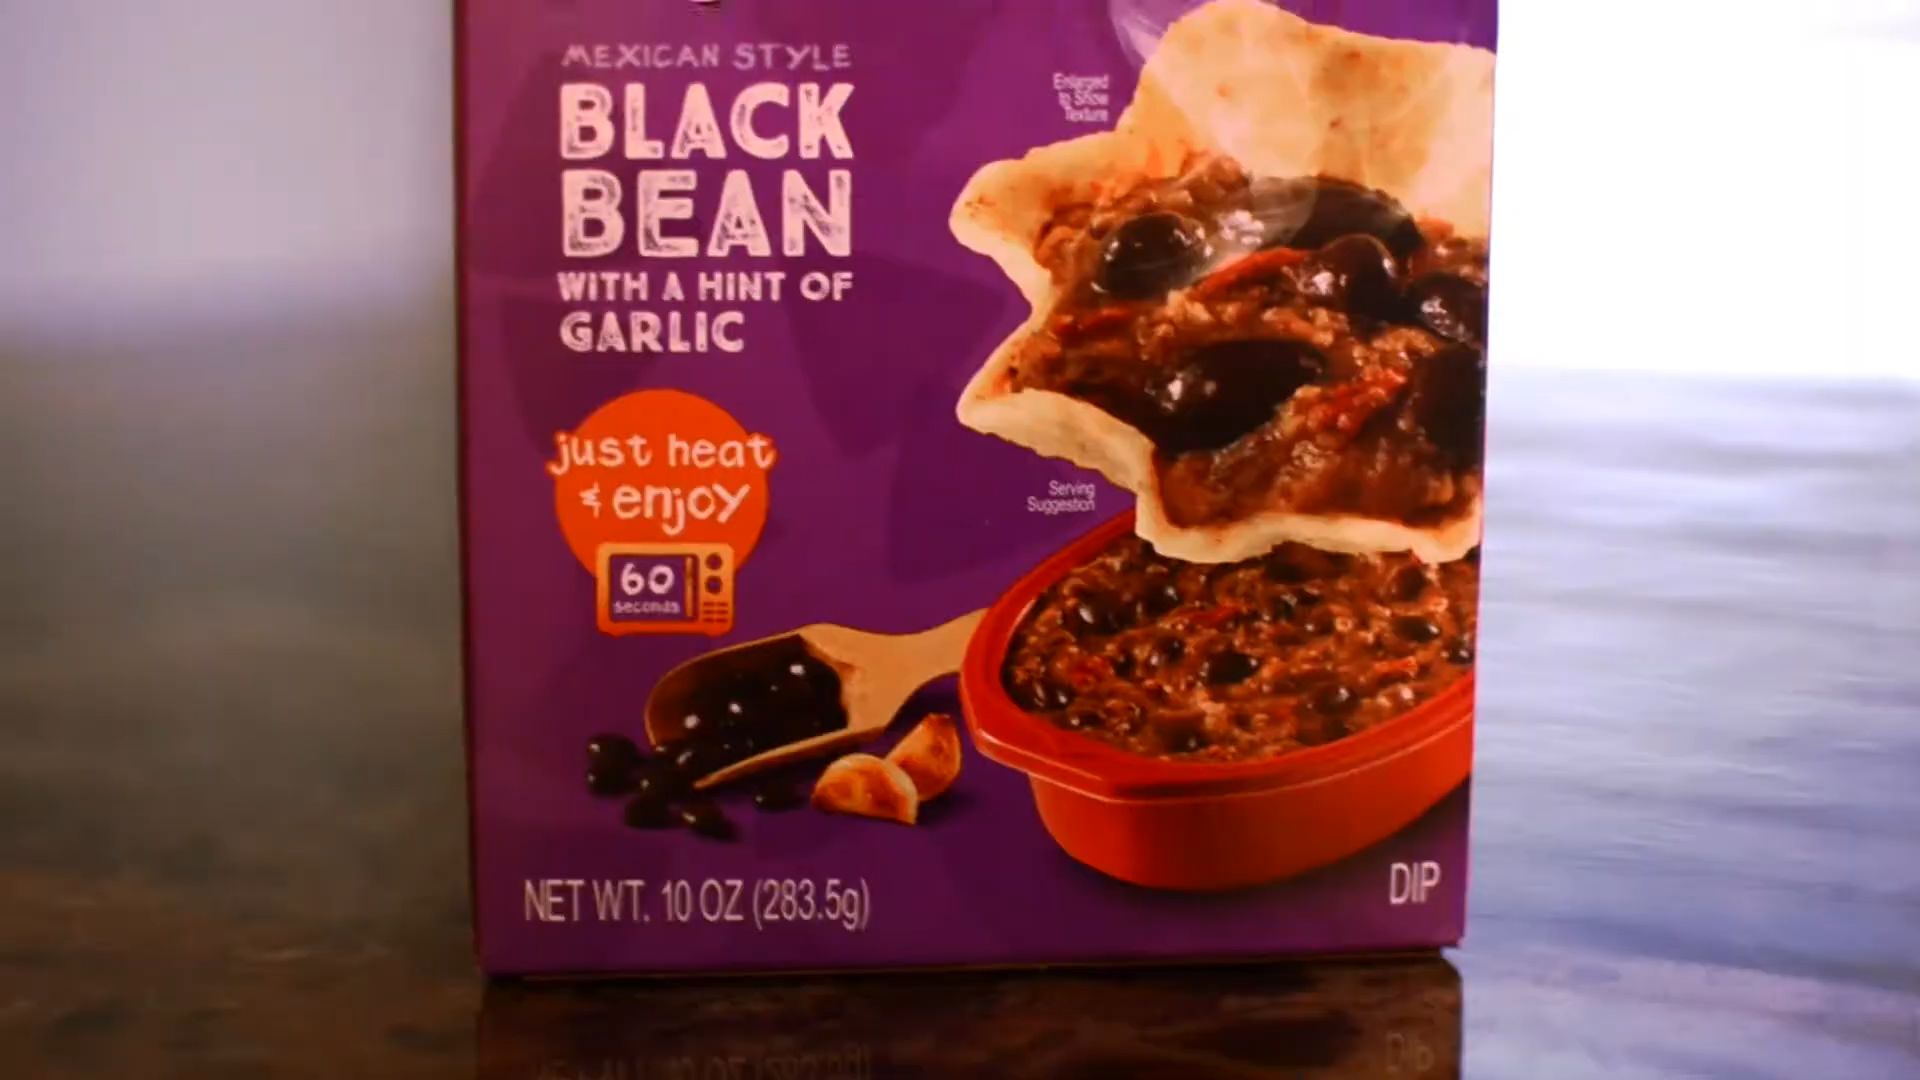 MEXICAN STYLE
BLACK
BEAN
WITH A HINT OF
GARLIC
Enlarged
to Show
Texture
just heat
& enjoy
60
seconds
Serving
Suggestion
NET WT. 10 OZ (283.5g)
DIP